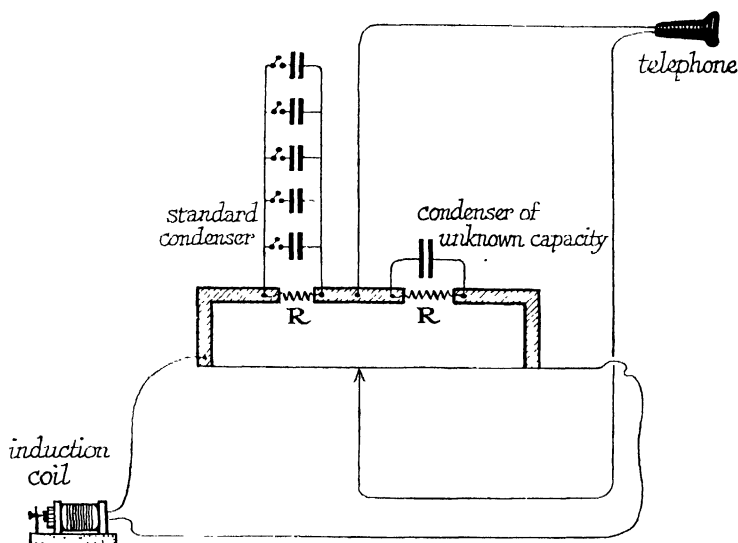 telephone
standard
condenser
condenser of
unknown capacity
R
R
induction
coil